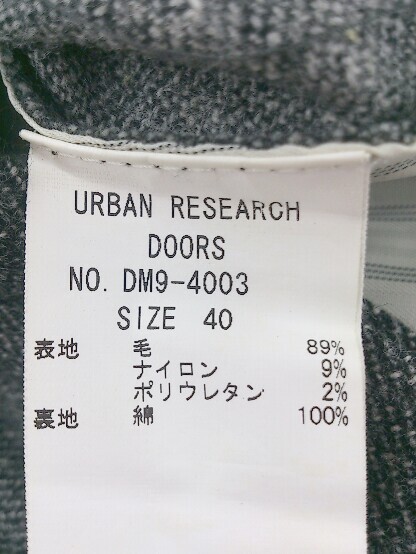 URBAN RESEARCH
DOORS
NO. DM9-4003
SIZE 40
表地 毛 89%
ナイロン 9%
ポリウレタン 2%
裏地 綿 100%